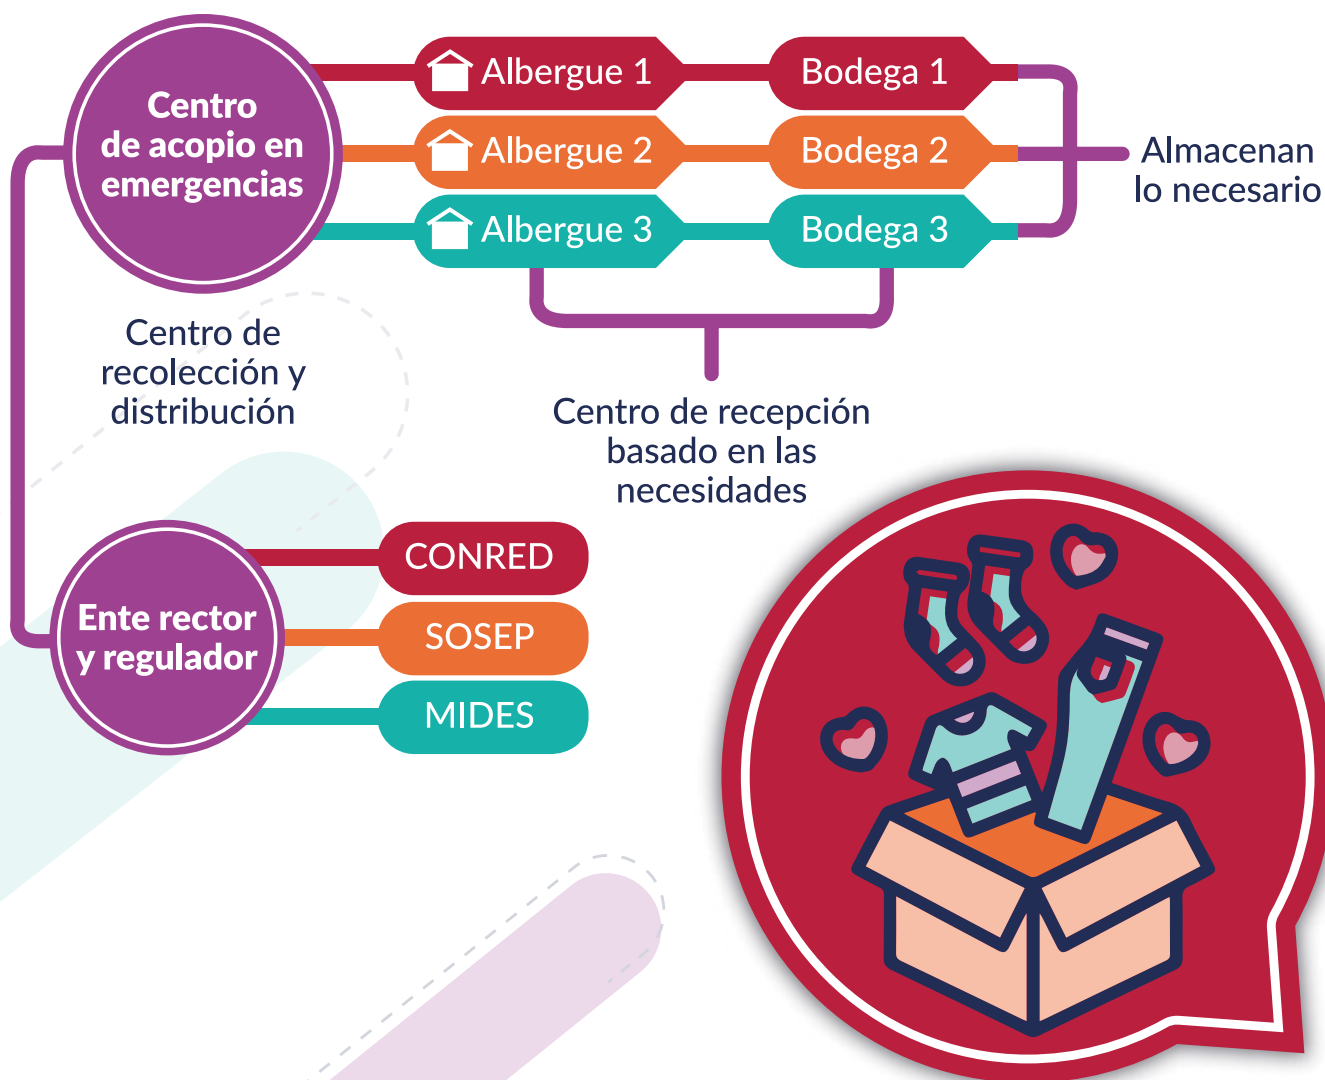 Centro
de acopio en
emergencias
Albergue 1
Bodega 1
Albergue 2
Bodega 2
Albergue 3
Bodega 3
Almacenan
lo necesario
Centro de
recolección y
distribución
Centro de recepción
basado en las
necesidades
Ente rector
y regulador
CONRED
SOSEP
MIDES